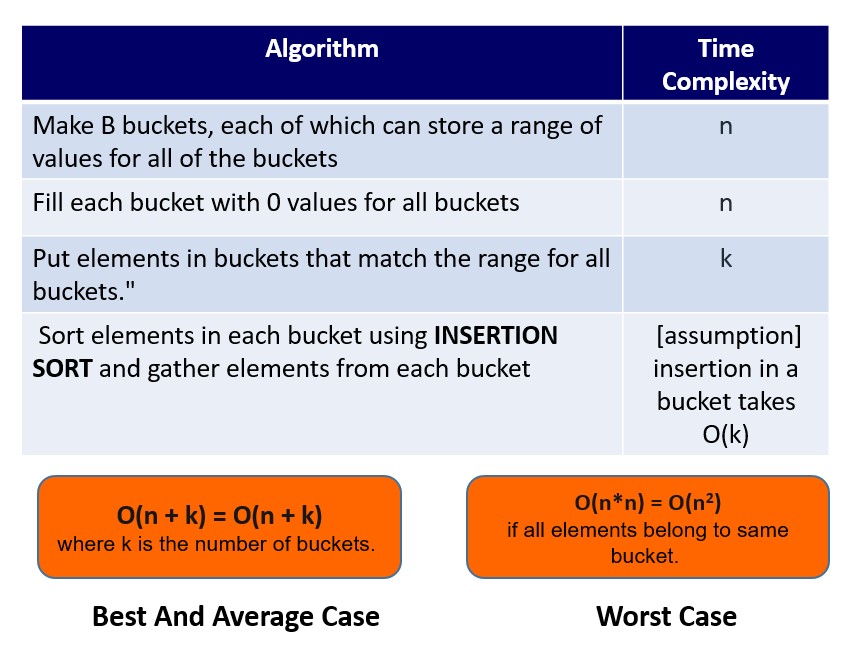 Algorithm
Time
Complexity
Make B buckets, each of which can store a range of
values for all of the buckets
n
Fill each bucket with 0 values for all buckets
n
Put elements in buckets that match the range for all
buckets."
k
Sort elements in each bucket using INSERTION
SORT and gather elements from each bucket
[assumption]
insertion in a
bucket takes
O(k)
O(n + k) = O(n + k)
where k is the number of buckets.
O(n*n) = O(n²)
if all elements belong to same
bucket.
Best And Average Case
Worst Case